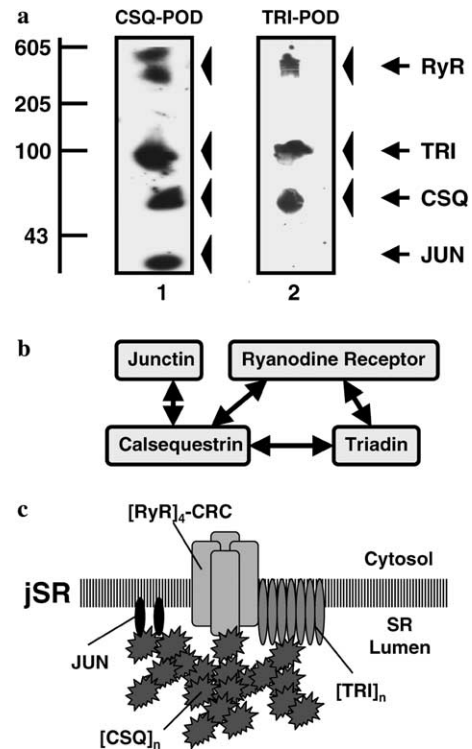 a
CSQ-POD TRI-POD
605
205
100
43
RyR
TRI
CSQ
JUN
1 2
b
Junctin Ryanodine Receptor
Calsequestrin Triadin
c
[RyR]₄-CRC
Cytosol
jSR
SR
Lumen
JUN
[TRI]ₙ
[CSQ]ₙ